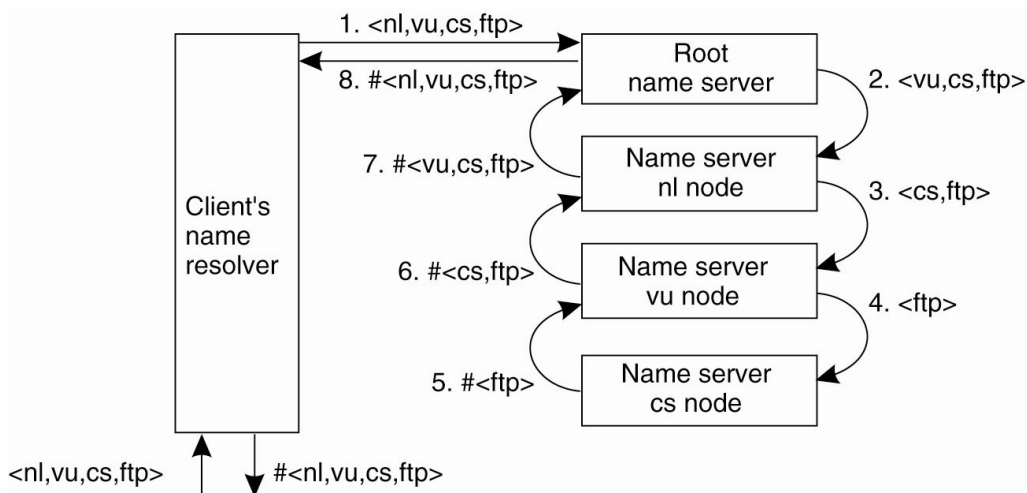 1. <nl,vu,cs,ftp>
Root
name server
8. #<nl,vu,cs,ftp>
2. <vu,cs,ftp>
Name server
nl node
7. #<vu,cs,ftp>
3. <cs,ftp>
Client's
name
resolver
Name server
vu node
6. #<cs,ftp>
4. <ftp>
Name server
cs node
5. #<ftp>
<nl,vu,cs,ftp>
#<nl,vu,cs,ftp>